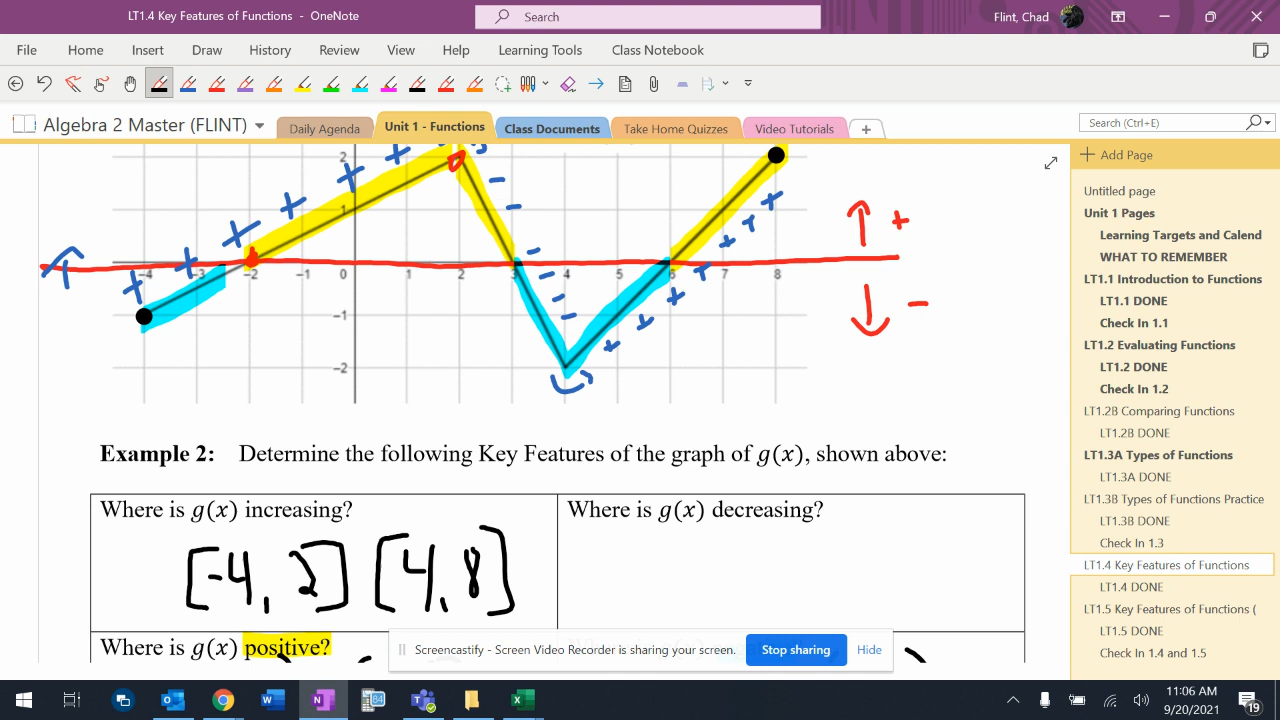 LT1.4 Key Features of Functions - OneNote
Search
Flint, Chad
File Home Insert Draw History Review View Help Learning Tools Class Notebook
Algebra 2 Master (FLINT)
Daily Agenda
Unit 1 - Functions
Class Documents
Take Home Quizzes
Video Tutorials
+
Search (Ctrl+E)
Add Page
Untitled page
Unit 1 Pages
Learning Targets and Calend
WHAT TO REMEMBER
LT1.1 Introduction to Functions
LT1.1 DONE
Check In 1.1
LT1.2 Evaluating Functions
LT1.2 DONE
Check In 1.2
LT1.2B Comparing Functions
LT1.2B DONE
LT1.3A Types of Functions
LT1.3A DONE
LT1.3B Types of Functions Practice
LT1.3B DONE
Check In 1.3
LT1.4 Key Features of Functions
LT1.4 DONE
LT1.5 Key Features of Functions (
LT1.5 DONE
Check In 1.4 and 1.5
2
1
-4 -3 -2 -1 0 1 2 3 4 5 6 7 8
-1
-2
+
-
Example 2: Determine the following Key Features of the graph of g(x), shown above:
Where is g(x) increasing?
[-4, 2] [4, 8]
Where is g(x) decreasing?
Where is g(x) positive?
Screencastify - Screen Video Recorder is sharing your screen.
Stop sharing
Hide
11:06 AM
9/20/2021
19